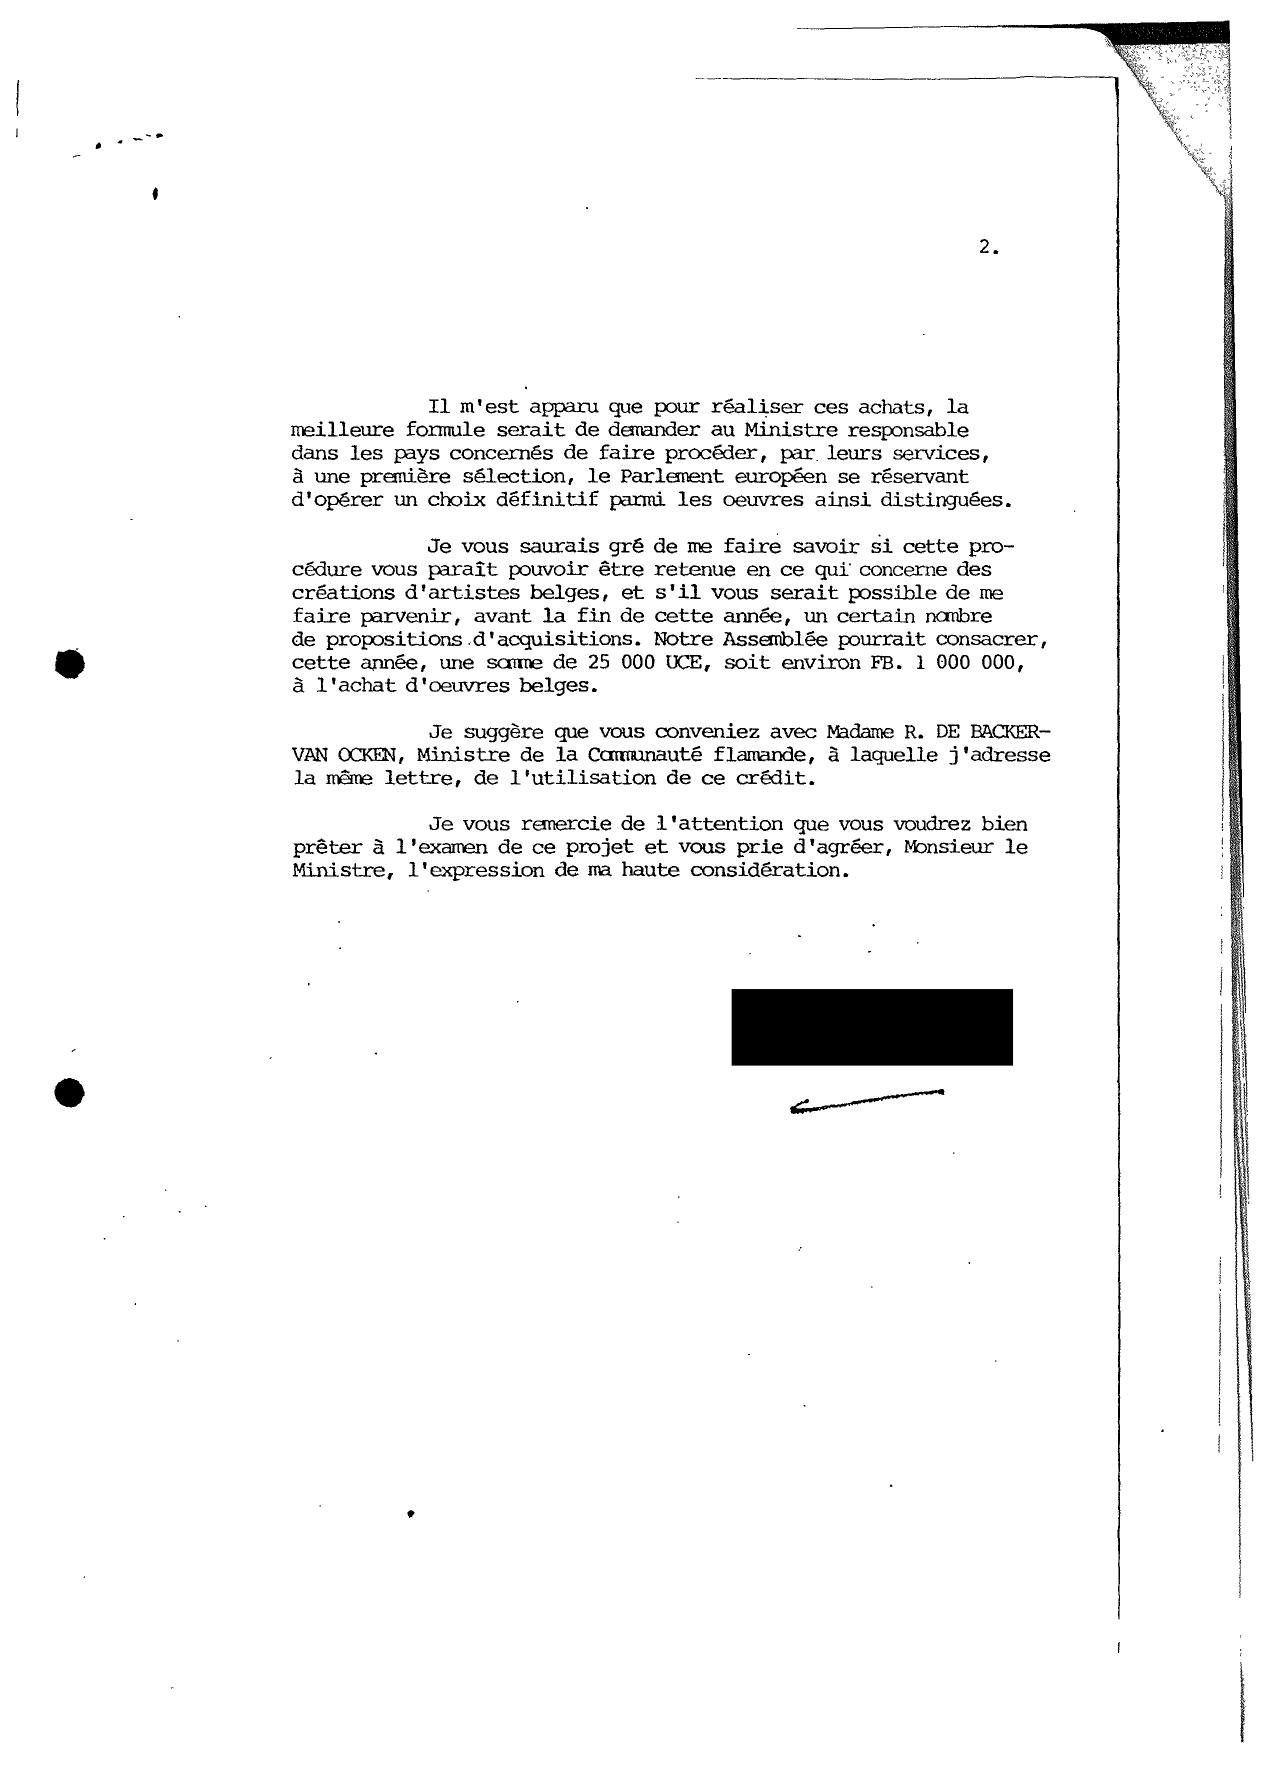 2.
Il m'est apparu que pour réaliser ces achats, la
meilleure formule serait de demander au Ministre responsable
dans les pays concernés de faire procéder, par leurs services,
à une première sélection, le Parlement européen se réservant
d'opérer un choix définitif parmi les oeuvres ainsi distinguées.
Je vous saurais gré de me faire savoir si cette pro-
cédure vous paraît pouvoir être retenue en ce qui concerne des
créations d'artistes belges, et s'il vous serait possible de me
faire parvenir, avant la fin de cette année, un certain nombre
de propositions d'acquisitions. Notre Assemblée pourrait consacrer,
cette année, une somme de 25 000 UCE, soit environ FB. 1 000 000,
à l'achat d'oeuvres belges.
Je suggère que vous conveniez avec Madame R. DE BACKER-
VAN OCKEN, Ministre de la Communauté flamande, à laquelle j'adresse
la même lettre, de l'utilisation de ce crédit.
Je vous remercie de l'attention que vous voudrez bien
prêter à l'examen de ce projet et vous prie d'agréer, Monsieur le
Ministre, l'expression de ma haute considération.